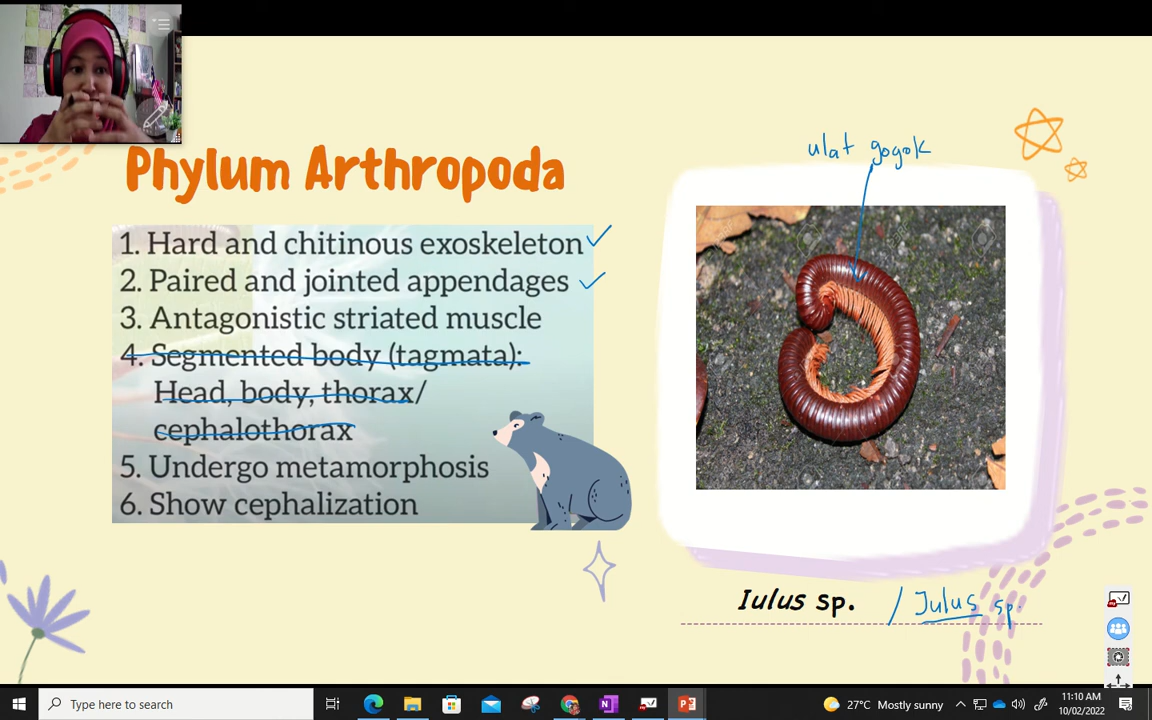 ulat gogok
Phylum Arthropoda
1. Hard and chitinous exoskeleton
2. Paired and jointed appendages
3. Antagonistic striated muscle
4. Segmented body (tagmata):
Head, body, thorax/
cephalothorax
5. Undergo metamorphosis
6. Show cephalization
Iulus sp. / Julus sp.
Type here to search
27°C Mostly sunny
11:10 AM
10/02/2022